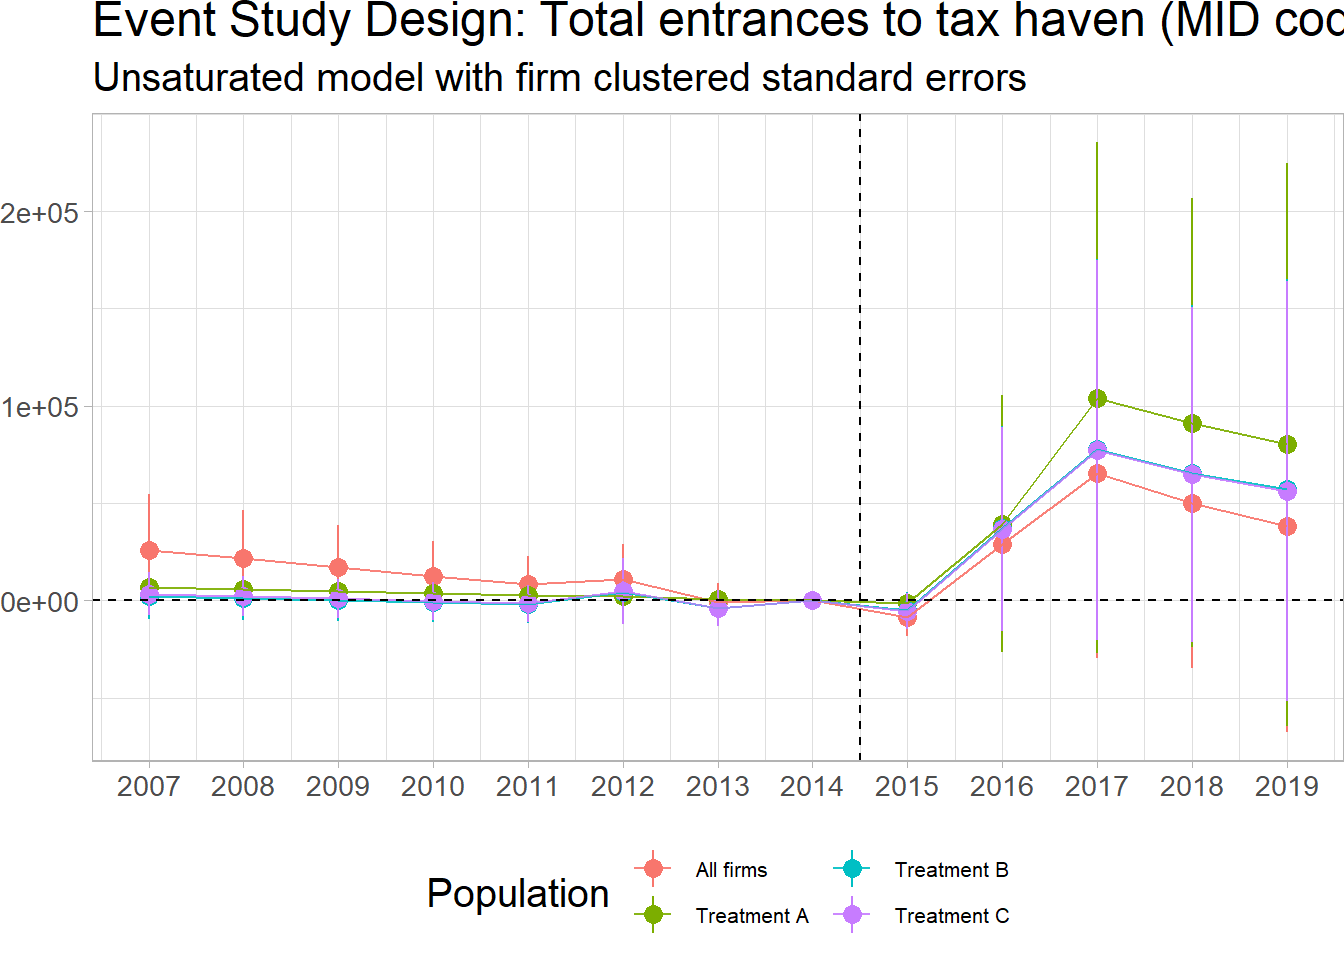 Event Study Design: Total entrances to tax haven (MID cod
Unsaturated model with firm clustered standard errors
2e+05
1e+05
0e+00
2007 2008 2009 2010 2011 2012 2013 2014 2015 2016 2017 2018 2019
Population
All firms
Treatment A
Treatment B
Treatment C